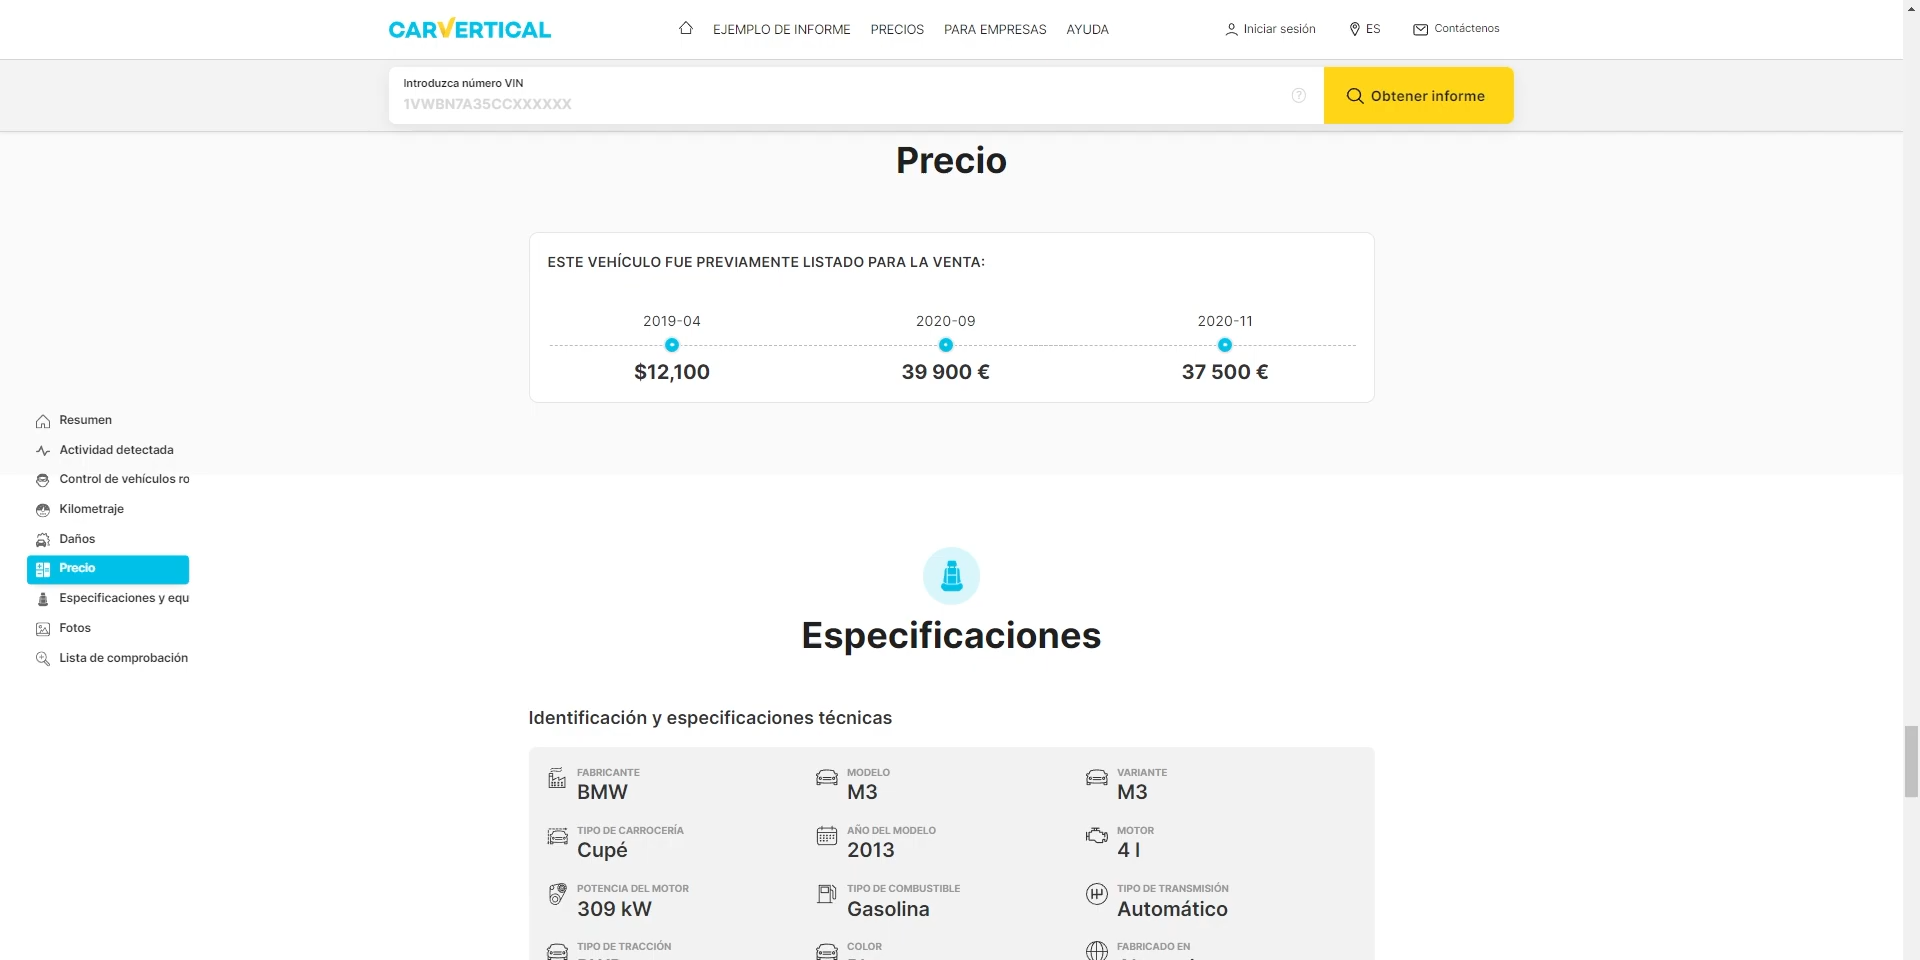 CARVERTICAL
EJEMPLO DE INFORME PRECIOS PARA EMPRESAS AYUDA
Iniciar sesión ES Contáctenos
Introduzca número VIN
1VWBN7A35CCXXXXXX
Obtener informe
Precio
ESTE VEHÍCULO FUE PREVIAMENTE LISTADO PARA LA VENTA:
2019-04 2020-09 2020-11
$12,100 39 900 € 37 500 €
Resumen
Actividad detectada
Control de vehículos ro
Kilometraje
Daños
Precio
Especificaciones y equ
Fotos
Lista de comprobación
Especificaciones
Identificación y especificaciones técnicas
FABRICANTE MODELO VARIANTE
BMW M3 M3
TIPO DE CARROCERÍA AÑO DEL MODELO MOTOR
Cupé 2013 4 l
POTENCIA DEL MOTOR TIPO DE COMBUSTIBLE TIPO DE TRANSMISIÓN
309 kW Gasolina Automático
TIPO DE TRACCIÓN COLOR FABRICADO EN